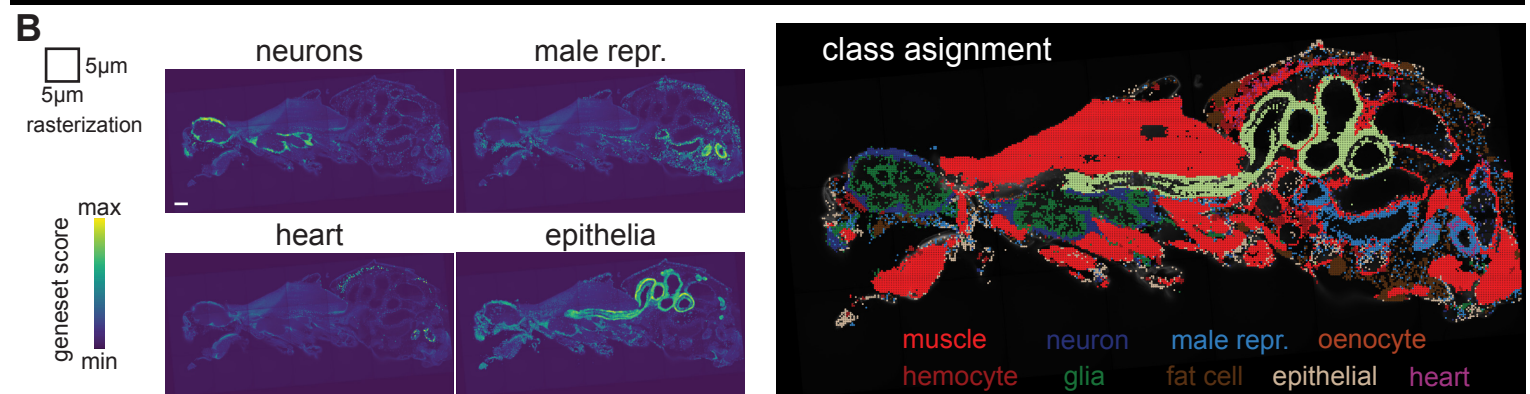 B
5µm
5µm
rasterization
max
geneset score
min
neurons
male repr.
heart
epithelia
class asignment
muscle neuron male repr. oenocyte
hemocyte glia fat cell epithelial heart